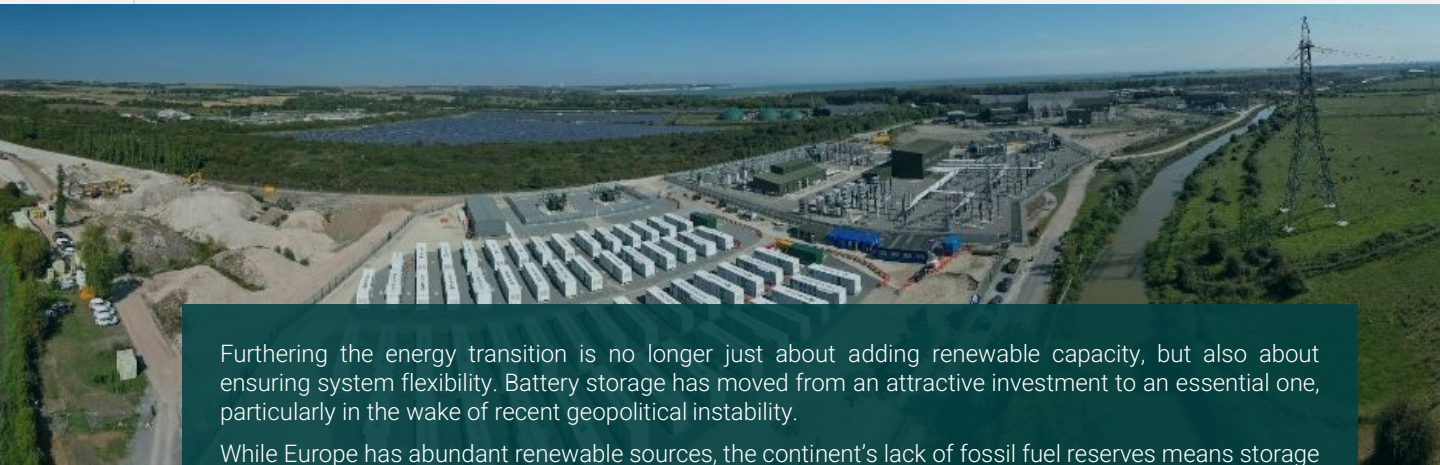 Furthering the energy transition is no longer just about adding renewable capacity, but also about
ensuring system flexibility. Battery storage has moved from an attractive investment to an essential one,
particularly in the wake of recent geopolitical instability.
While Europe has abundant renewable sources, the continent’s lack of fossil fuel reserves means storage